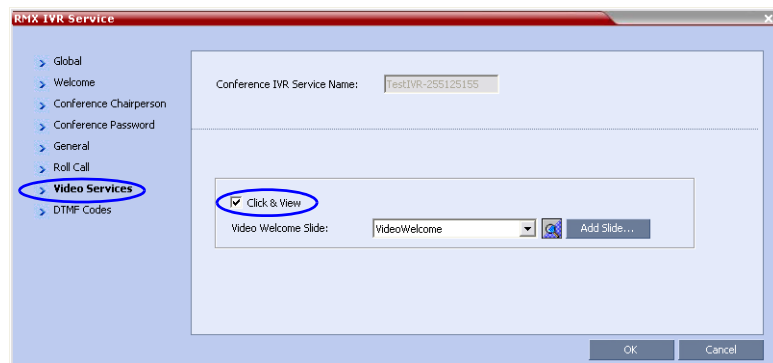 RMX IVR Service
Global
Welcome
Conference Chairperson
Conference Password
General
Roll Call
Video Services
DTMF Codes
Conference IVR Service Name: TestIVR-255125155
Click & View
Video Welcome Slide: VideoWelcome Add Slide...
OK Cancel